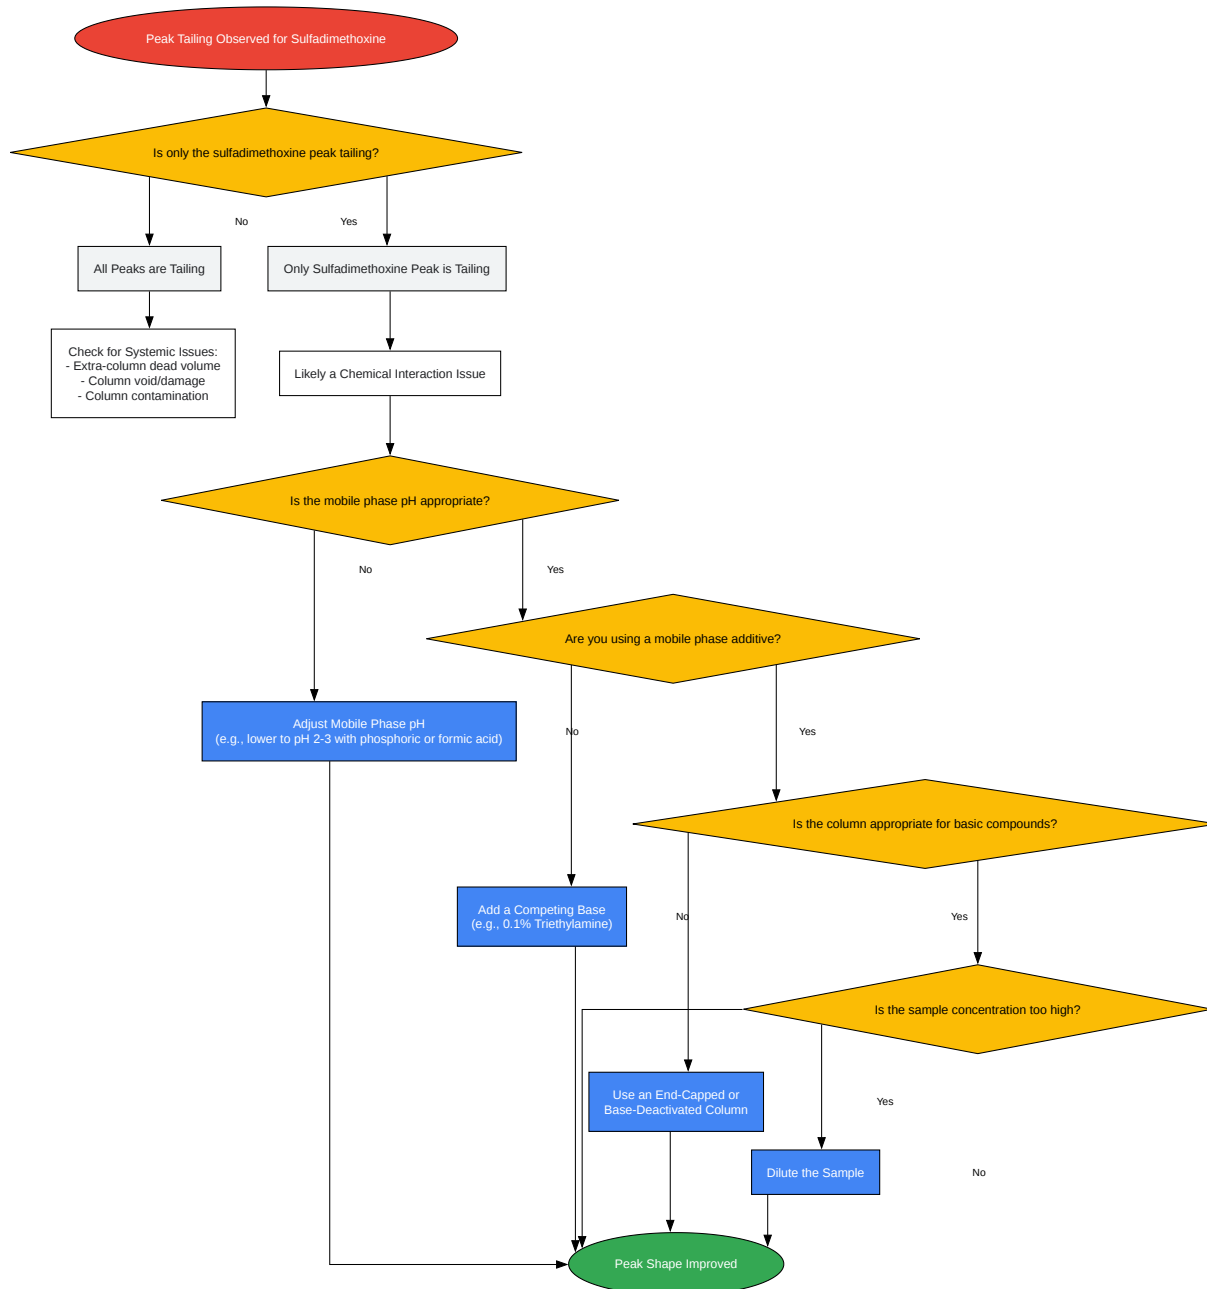 Peak Tailing Observed for Sulfadimethoxine
Is only the sulfadimethoxine peak tailing?
No
Yes
All Peaks are Tailing
Only Sulfadimethoxine Peak is Tailing
Check for Systemic Issues:
- Extra-column dead volume
- Column void/damage
- Column contamination
Likely a Chemical Interaction Issue
Is the mobile phase pH appropriate?
No
Yes
Are you using a mobile phase additive?
Adjust Mobile Phase pH
(e.g., lower to pH 2-3 with phosphoric or formic acid)
No
Yes
Is the column appropriate for basic compounds?
Add a Competing Base
(e.g., 0.1% Triethylamine)
No
Yes
Is the sample concentration too high?
Use an End-Capped or
Base-Deactivated Column
Yes
Dilute the Sample
No
Peak Shape Improved